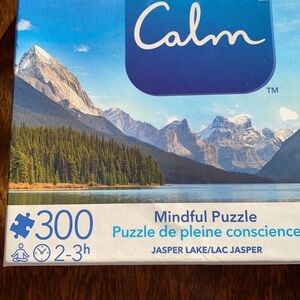 Calm
TM
300
2-3h
Mindful Puzzle
Puzzle de pleine conscience
JASPER LAKE/LAC JASPER